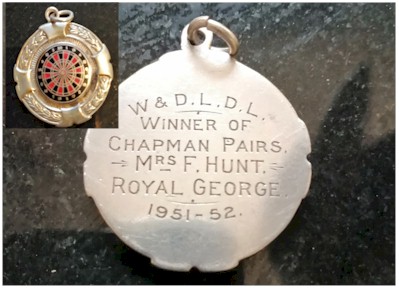 W & D.L.D.L.
WINNER OF
CHAPMAN PAIRS.
MRS F. HUNT.
ROYAL GEORGE.
1951-52.